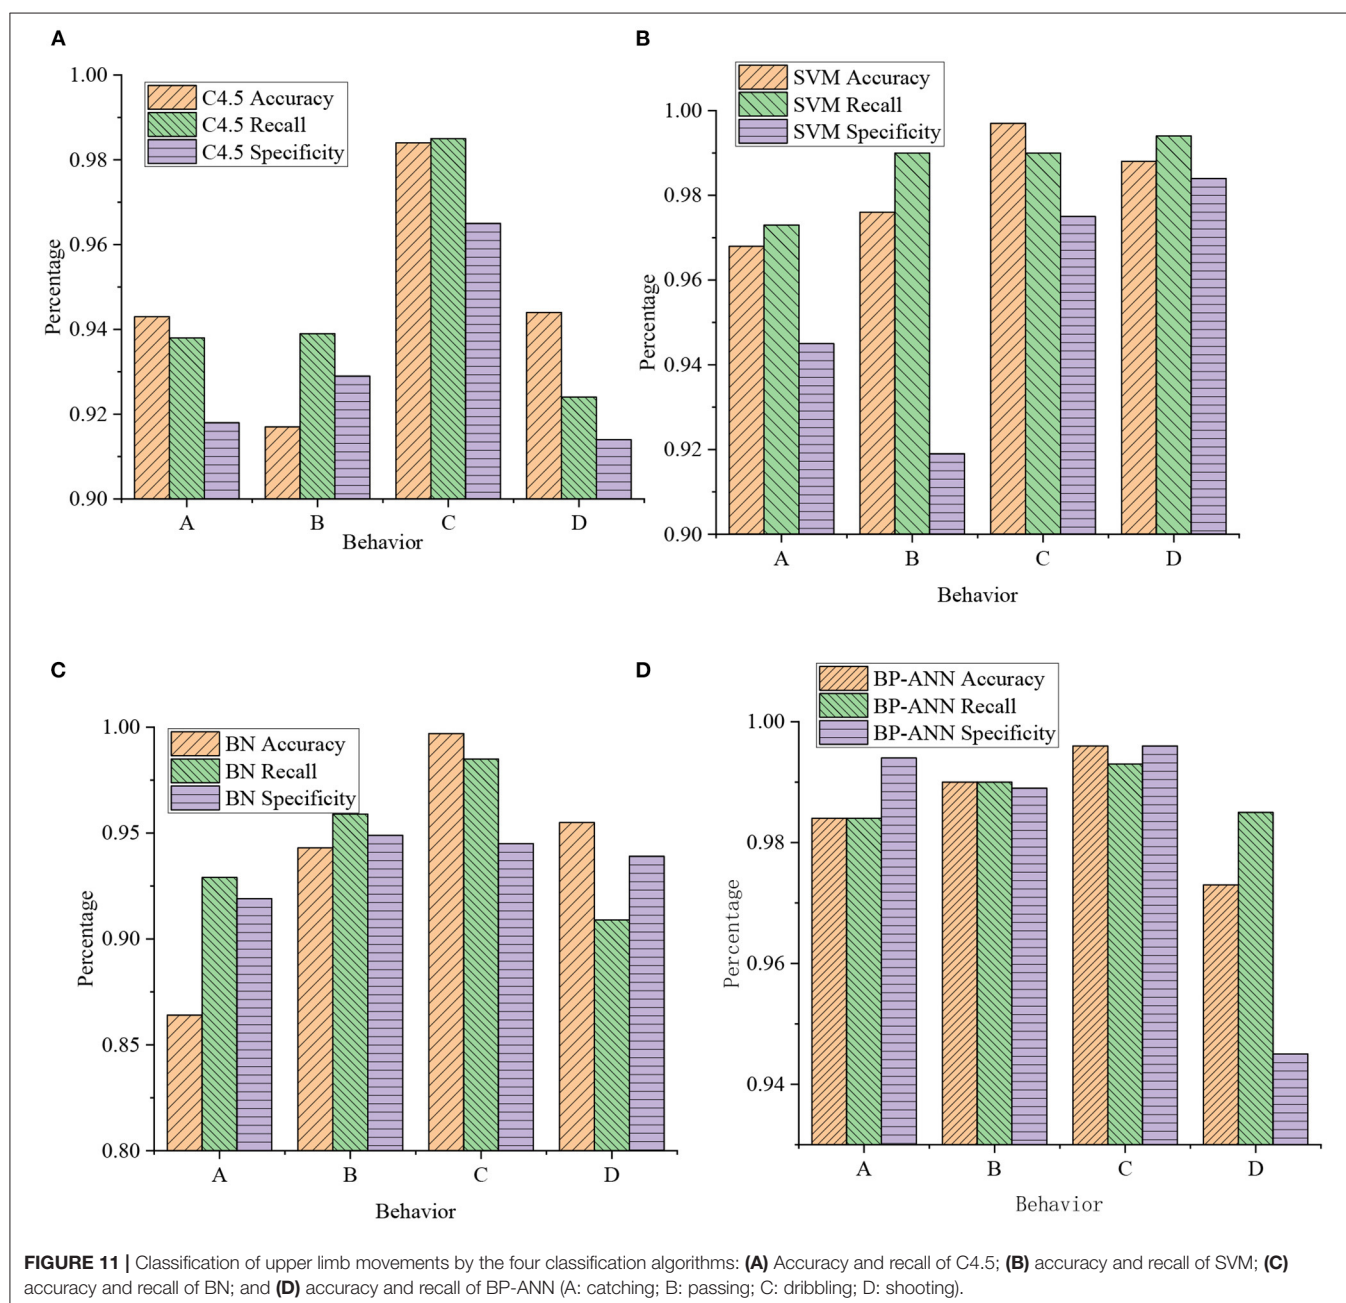 A
1.00
C4.5 Accuracy
C4.5 Recall
C4.5 Specificity
0.98
0.96
0.94
0.92
0.90
Percentage
A B C D
Behavior
B
SVM Accuracy
SVM Recall
SVM Specificity
1.00
0.98
0.96
0.94
0.92
0.90
Percentage
A B C D
Behavior
C
1.00
BN Accuracy
BN Recall
BN Specificity
0.95
0.90
0.85
0.80
Percentage
A B C D
Behavior
D
BP-ANN Accuracy
BP-ANN Recall
BP-ANN Specificity
1.00
0.98
0.96
0.94
Percentage
A B C D
Behavior
FIGURE 11 | Classification of upper limb movements by the four classification algorithms: (A) Accuracy and recall of C4.5; (B) accuracy and recall of SVM; (C)
accuracy and recall of BN; and (D) accuracy and recall of BP-ANN (A: catching; B: passing; C: dribbling; D: shooting).